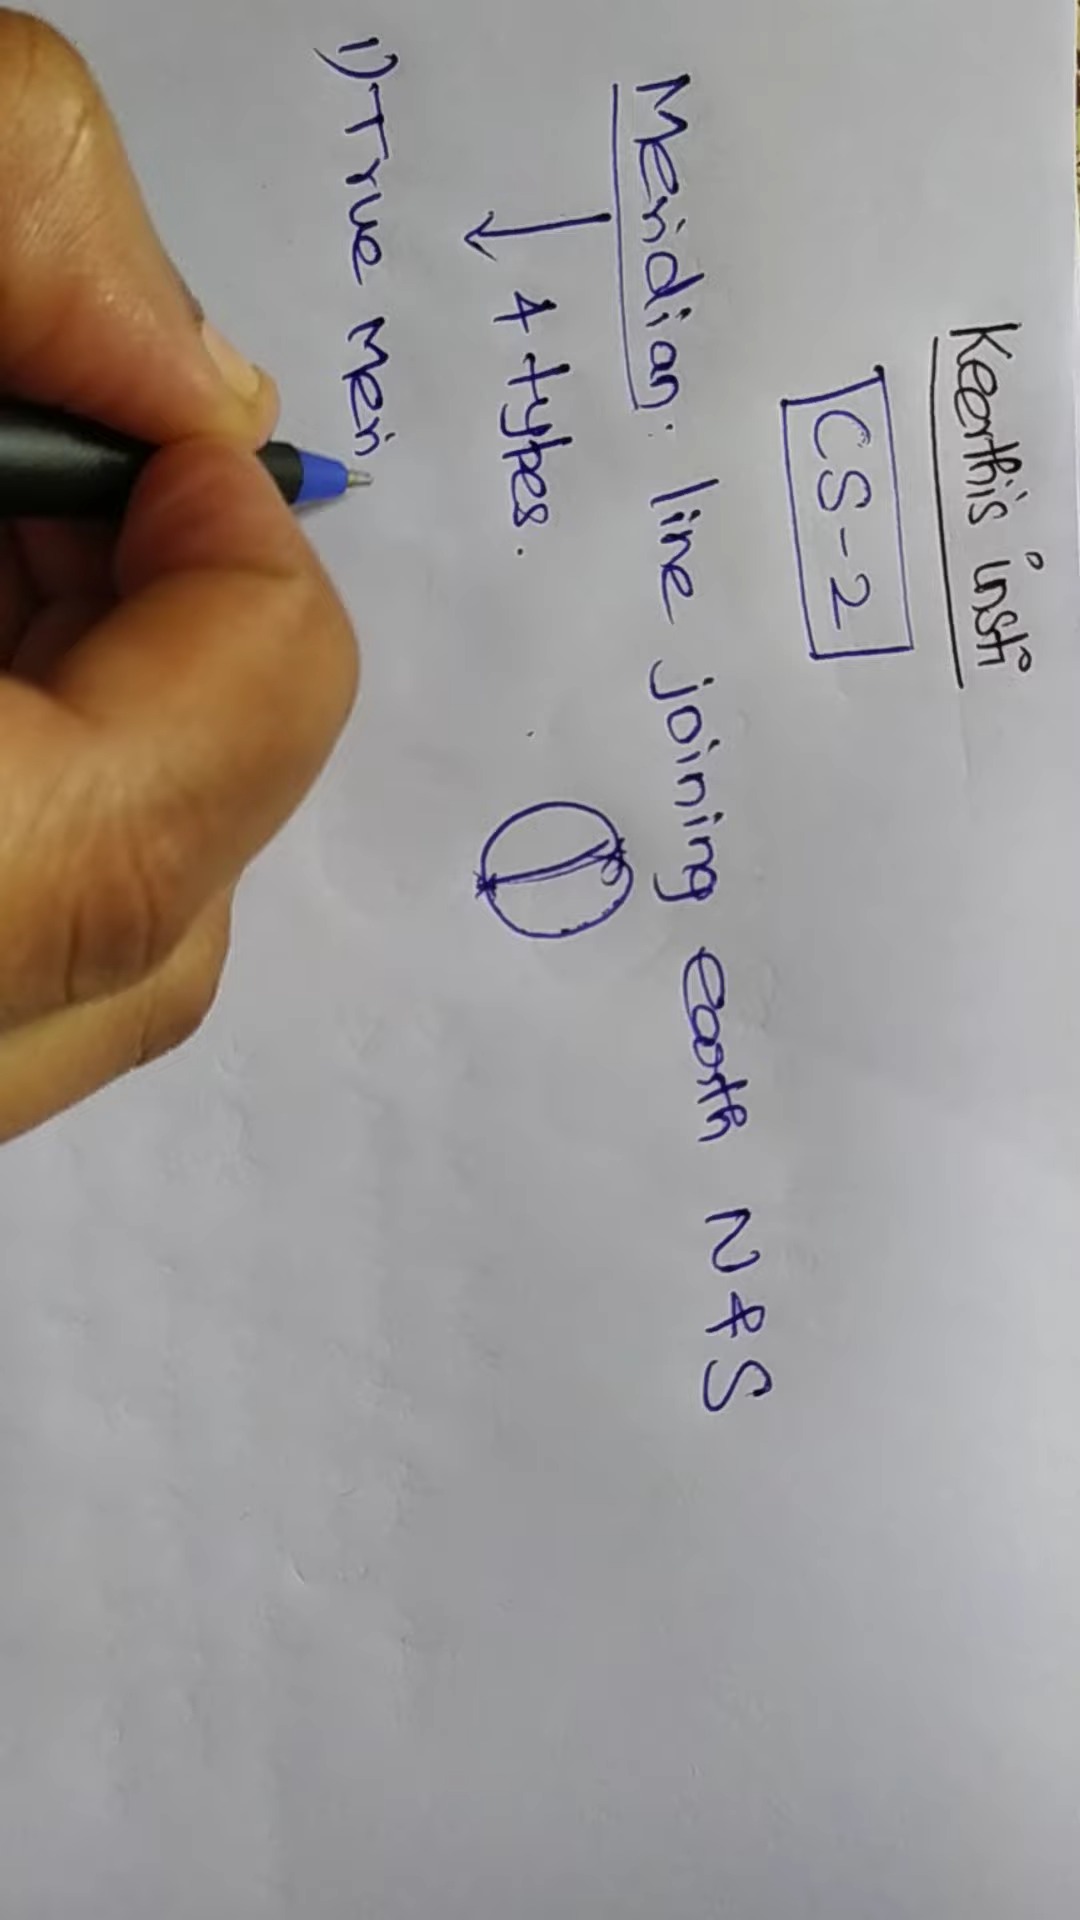 Keerthi's insti
CS-2
Meridian: line joining earth N & S
4 types.
1) True Meri